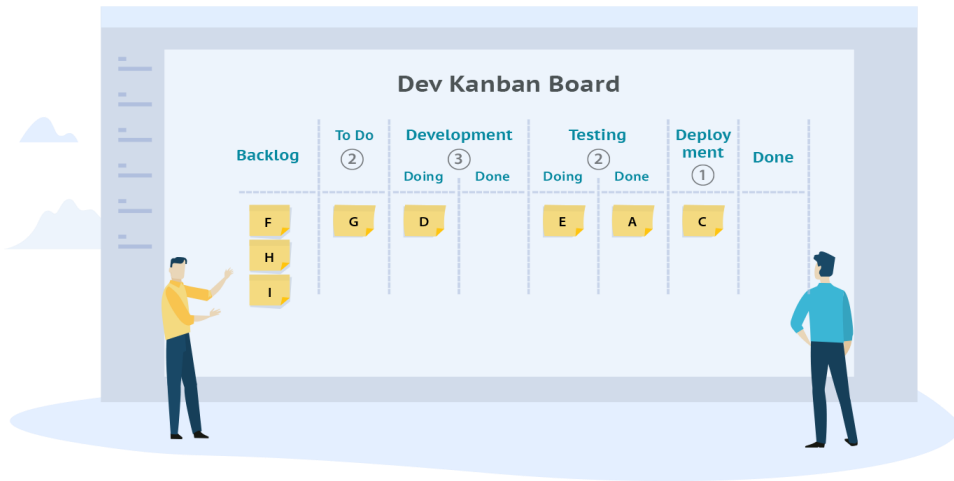 Dev Kanban Board
Backlog
To Do
2
Development
3
Doing Done
Testing
2
Doing Done
Deploy
ment
1
Done
F G D E A C
H
I